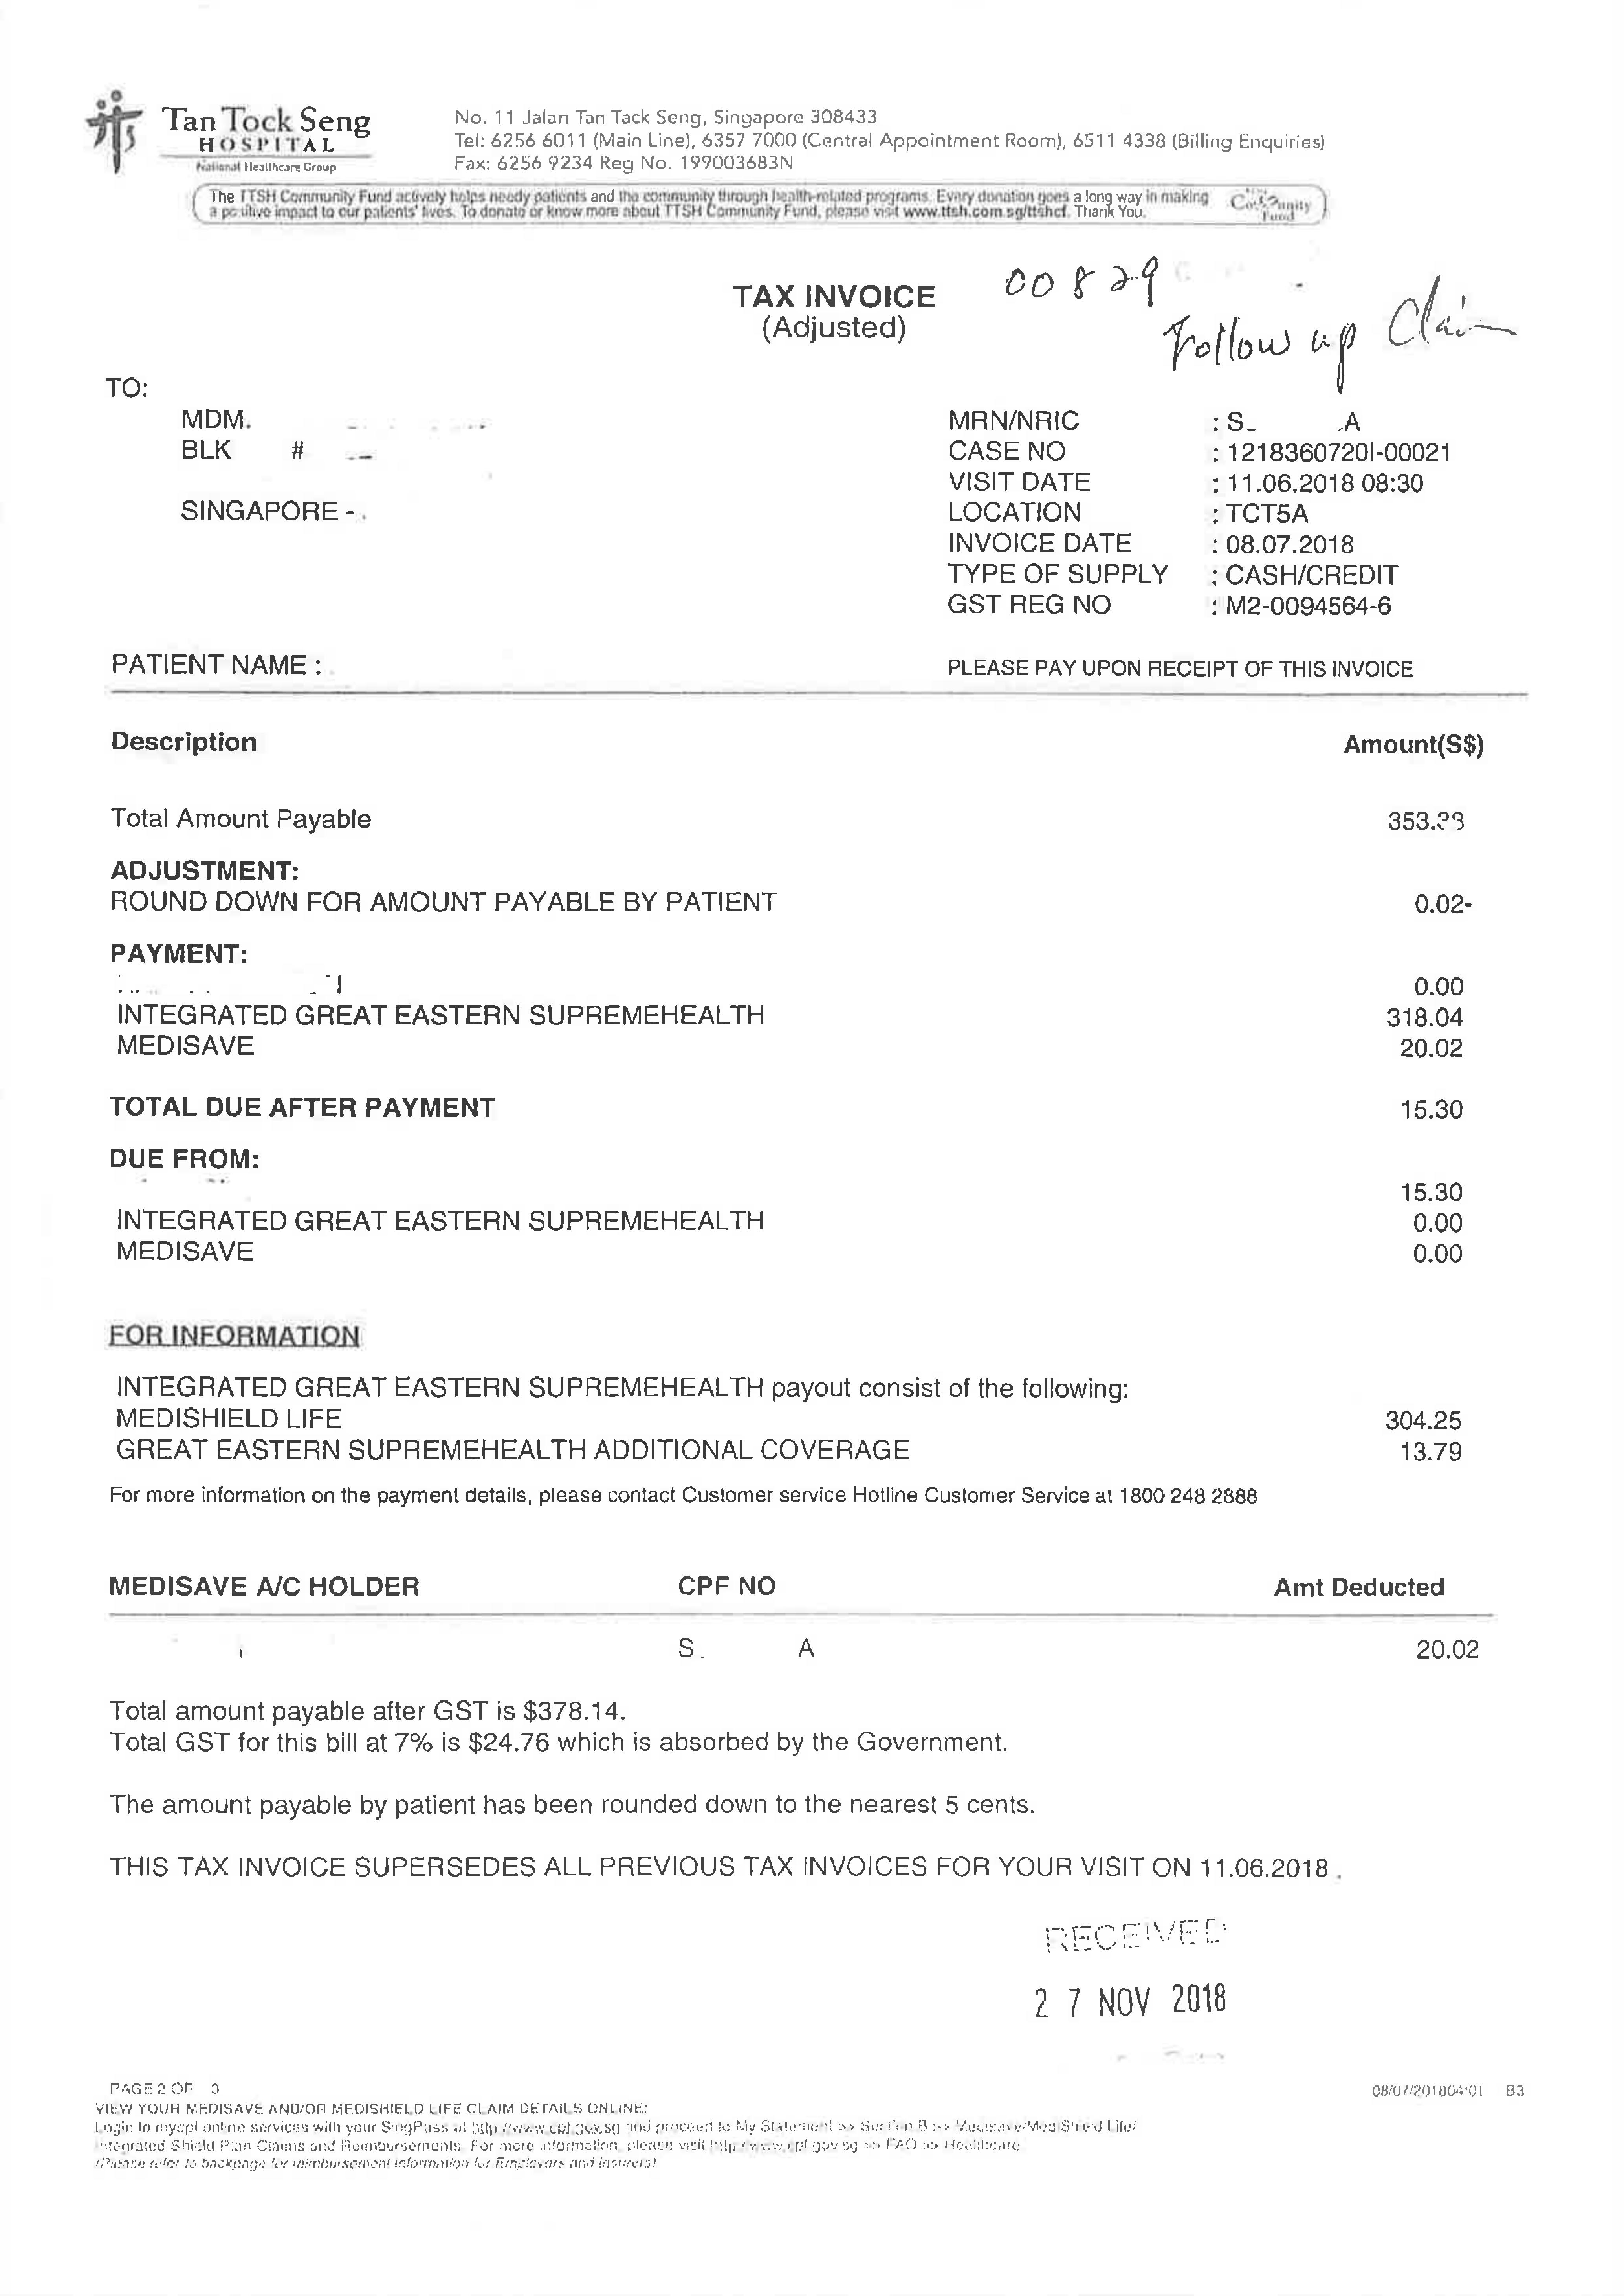 Tan Tock Seng
HOSPITAL
National Healthcare Group
No. 11 Jalan Tan Tack Seng, Singapore 308433
Tel: 6256 6011 (Main Line), 6357 7000 (Central Appointment Room), 6511 4338 (Billing Enquiries)
Fax: 6256 9234 Reg No. 199003683N
The TTSH Community Fund actively helps needy patients and the community through health-related programs. Every donation goes a long way in making
a positive impact to our patients' lives. To donate or know more about TTSH Community Fund, please visit www.ttsh.com.sg/ttshcf. Thank You.
Fund
TAX INVOICE
(Adjusted)
00829
Follow up Claim
TO:
MDM.
BLK #
SINGAPORE -
MRN/NRIC : S A
CASE NO : 1218360720I-00021
VISIT DATE : 11.06.2018 08:30
LOCATION : TCT5A
INVOICE DATE : 08.07.2018
TYPE OF SUPPLY : CASH/CREDIT
GST REG NO : M2-0094564-6
PATIENT NAME :
PLEASE PAY UPON RECEIPT OF THIS INVOICE
Description Amount(S$)
Total Amount Payable
ADJUSTMENT:
ROUND DOWN FOR AMOUNT PAYABLE BY PATIENT 0.02-
PAYMENT:
0.00
INTEGRATED GREAT EASTERN SUPREMEHEALTH 318.04
MEDISAVE 20.02
TOTAL DUE AFTER PAYMENT 15.30
DUE FROM:
15.30
INTEGRATED GREAT EASTERN SUPREMEHEALTH 0.00
MEDISAVE 0.00
FOR INFORMATION
INTEGRATED GREAT EASTERN SUPREMEHEALTH payout consist of the following:
MEDISHIELD LIFE 304.25
GREAT EASTERN SUPREMEHEALTH ADDITIONAL COVERAGE 13.79
For more information on the payment details, please contact Customer service Hotline Customer Service at 1800 248 2888
MEDISAVE A/C HOLDER CPF NO Amt Deducted
S. A 20.02
Total amount payable after GST is $378.14.
Total GST for this bill at 7% is $24.76 which is absorbed by the Government.
The amount payable by patient has been rounded down to the nearest 5 cents.
THIS TAX INVOICE SUPERSEDES ALL PREVIOUS TAX INVOICES FOR YOUR VISIT ON 11.06.2018 .
RECEIVED
2 7 NOV 2018
PAGE 2 OF
08/07/201804:01 B3
VIEW YOUR MEDISAVE AND/OR MEDISHIELD LIFE CLAIM DETAILS ONLINE:
Login to mycpf online services with your SingPass at http://www.cpf.gov.sg and proceed to My Statement >> Section B >> Medisave/MediShield Life/
Integrated Shield Plan Claims and Reimbursements. For more information, please visit http://www.cpf.gov.sg >> FAQ >> Healthcare
(Please refer to backpage for reimbursement information for Employers and Insurers)